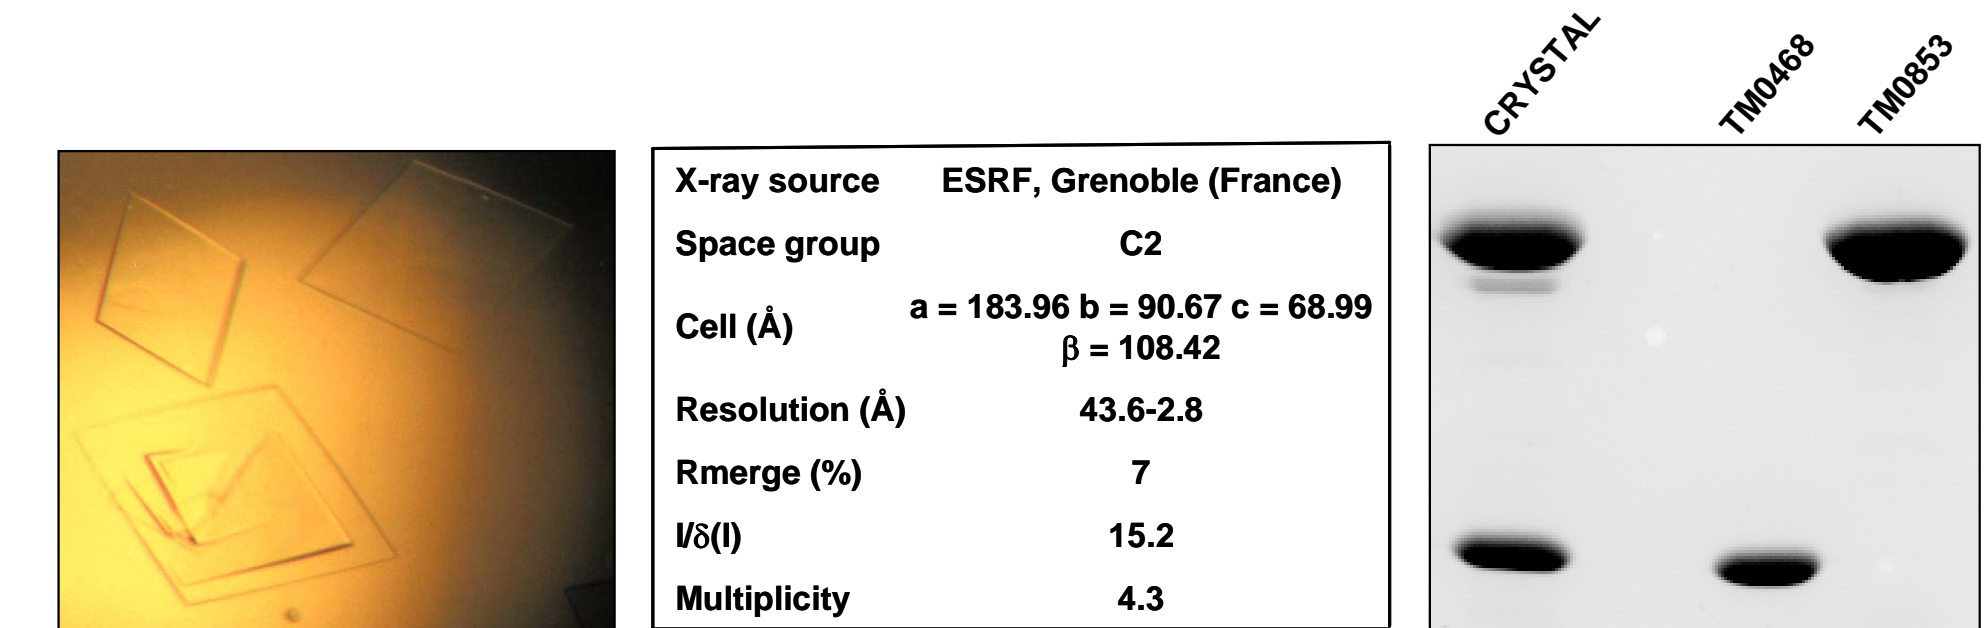 CRYSTAL
TM0468
TM0853
X-ray source ESRF, Grenoble (France)
Space group C2
Cell (Å) a = 183.96 b = 90.67 c = 68.99
β = 108.42
Resolution (Å) 43.6-2.8
Rmerge (%) 7
I/δ(I) 15.2
Multiplicity 4.3